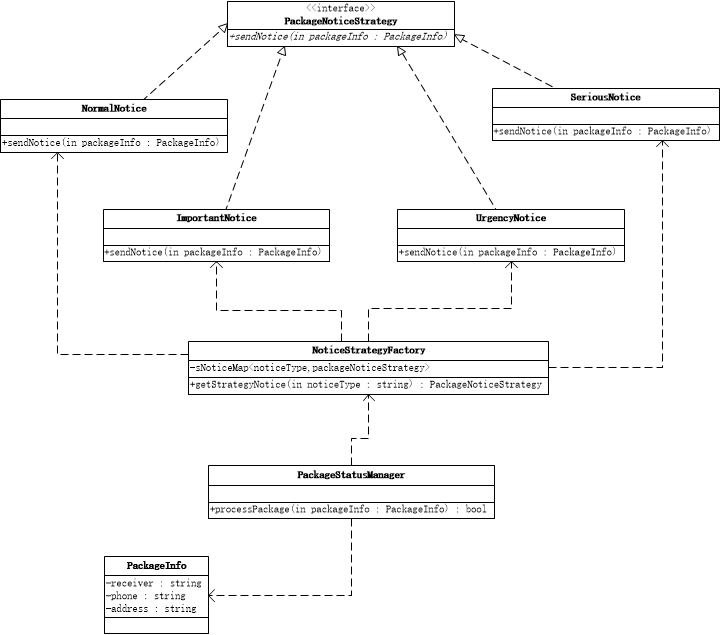 <<interface>>
PackageNoticeStrategy
+sendNotice(in packageInfo : PackageInfo)
NormalNotice
+sendNotice(in packageInfo : PackageInfo)
SeriousNotice
+sendNotice(in packageInfo : PackageInfo)
ImportantNotice
+sendNotice(in packageInfo : PackageInfo)
UrgencyNotice
+sendNotice(in packageInfo : PackageInfo)
NoticeStrategyFactory
-sNoticeMap<noticeType,packageNoticeStrategy>
+getStrategyNotice(in noticeType : string) : PackageNoticeStrategy
PackageStatusManager
+processPackage(in packageInfo : PackageInfo) : bool
PackageInfo
-receiver : string
-phone : string
-address : string